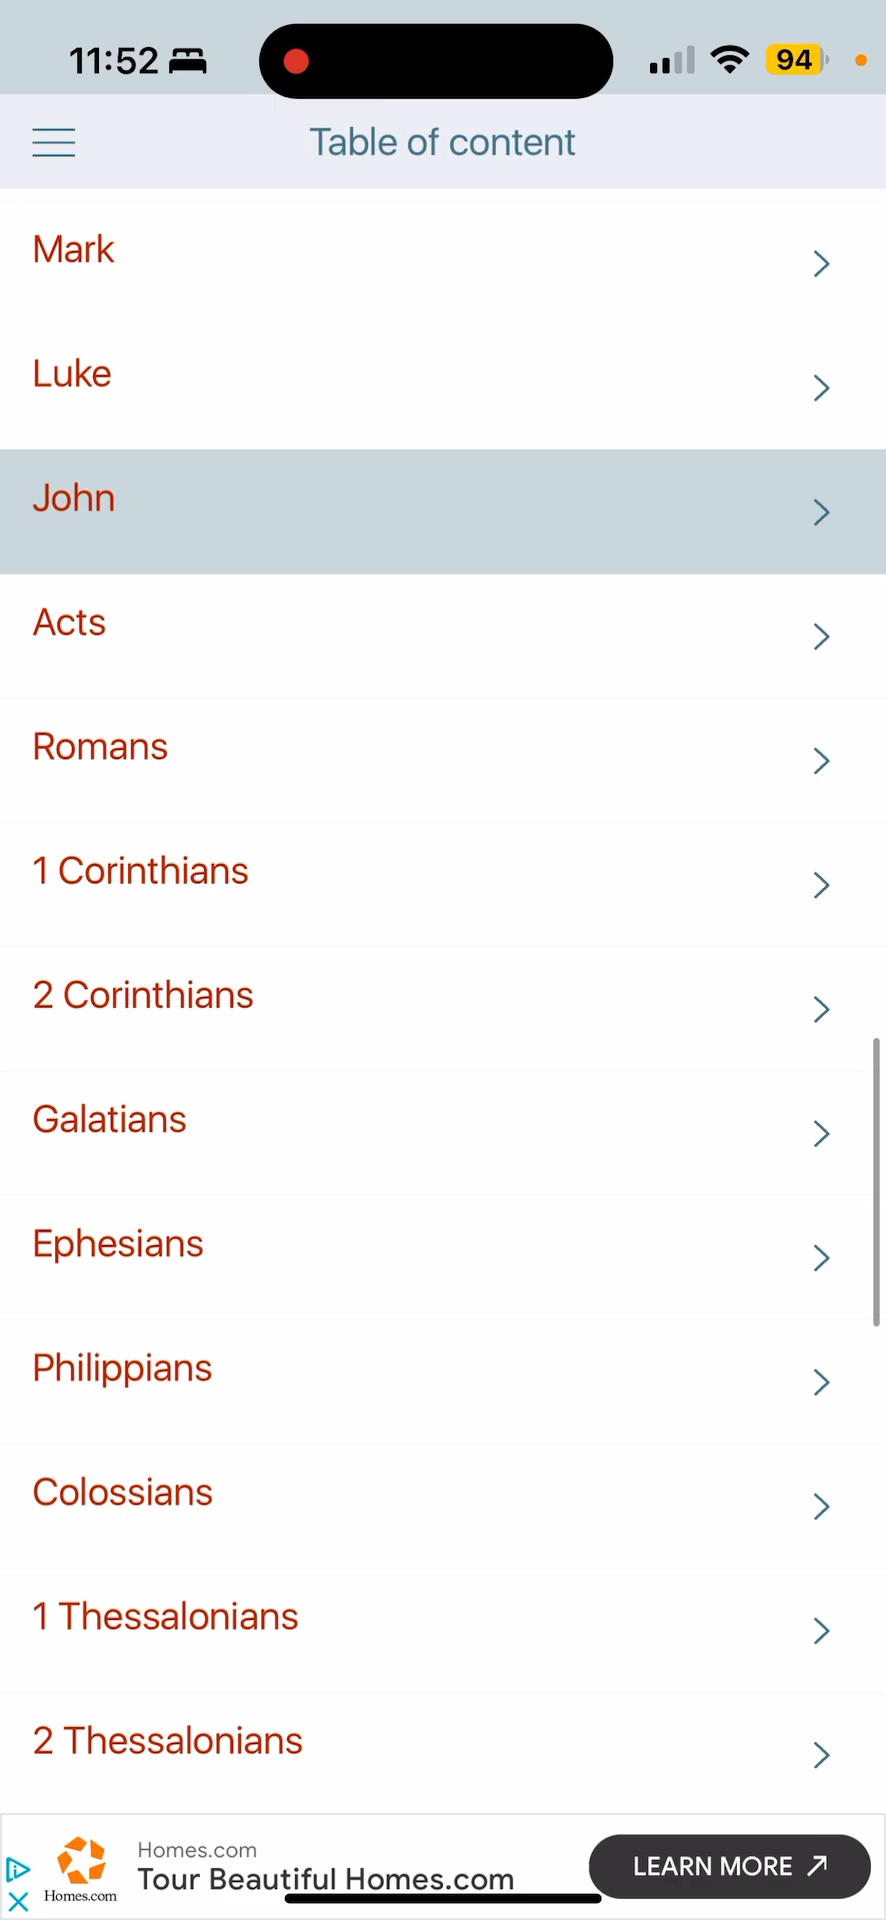 11:52
94
Table of content
Mark
Luke
John
Acts
Romans
1 Corinthians
2 Corinthians
Galatians
Ephesians
Philippians
Colossians
1 Thessalonians
2 Thessalonians
Homes.com
Tour Beautiful Homes.com
Homes.com
LEARN MORE